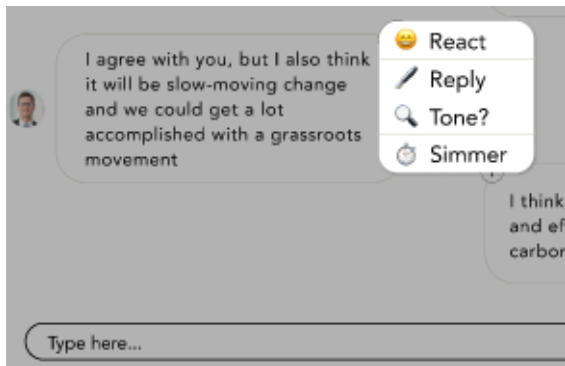 I agree with you, but I also think
it will be slow-moving change
and we could get a lot
accomplished with a grassroots
movement
React
Reply
Tone?
Simmer
I think
and ef
carbon
Type here...